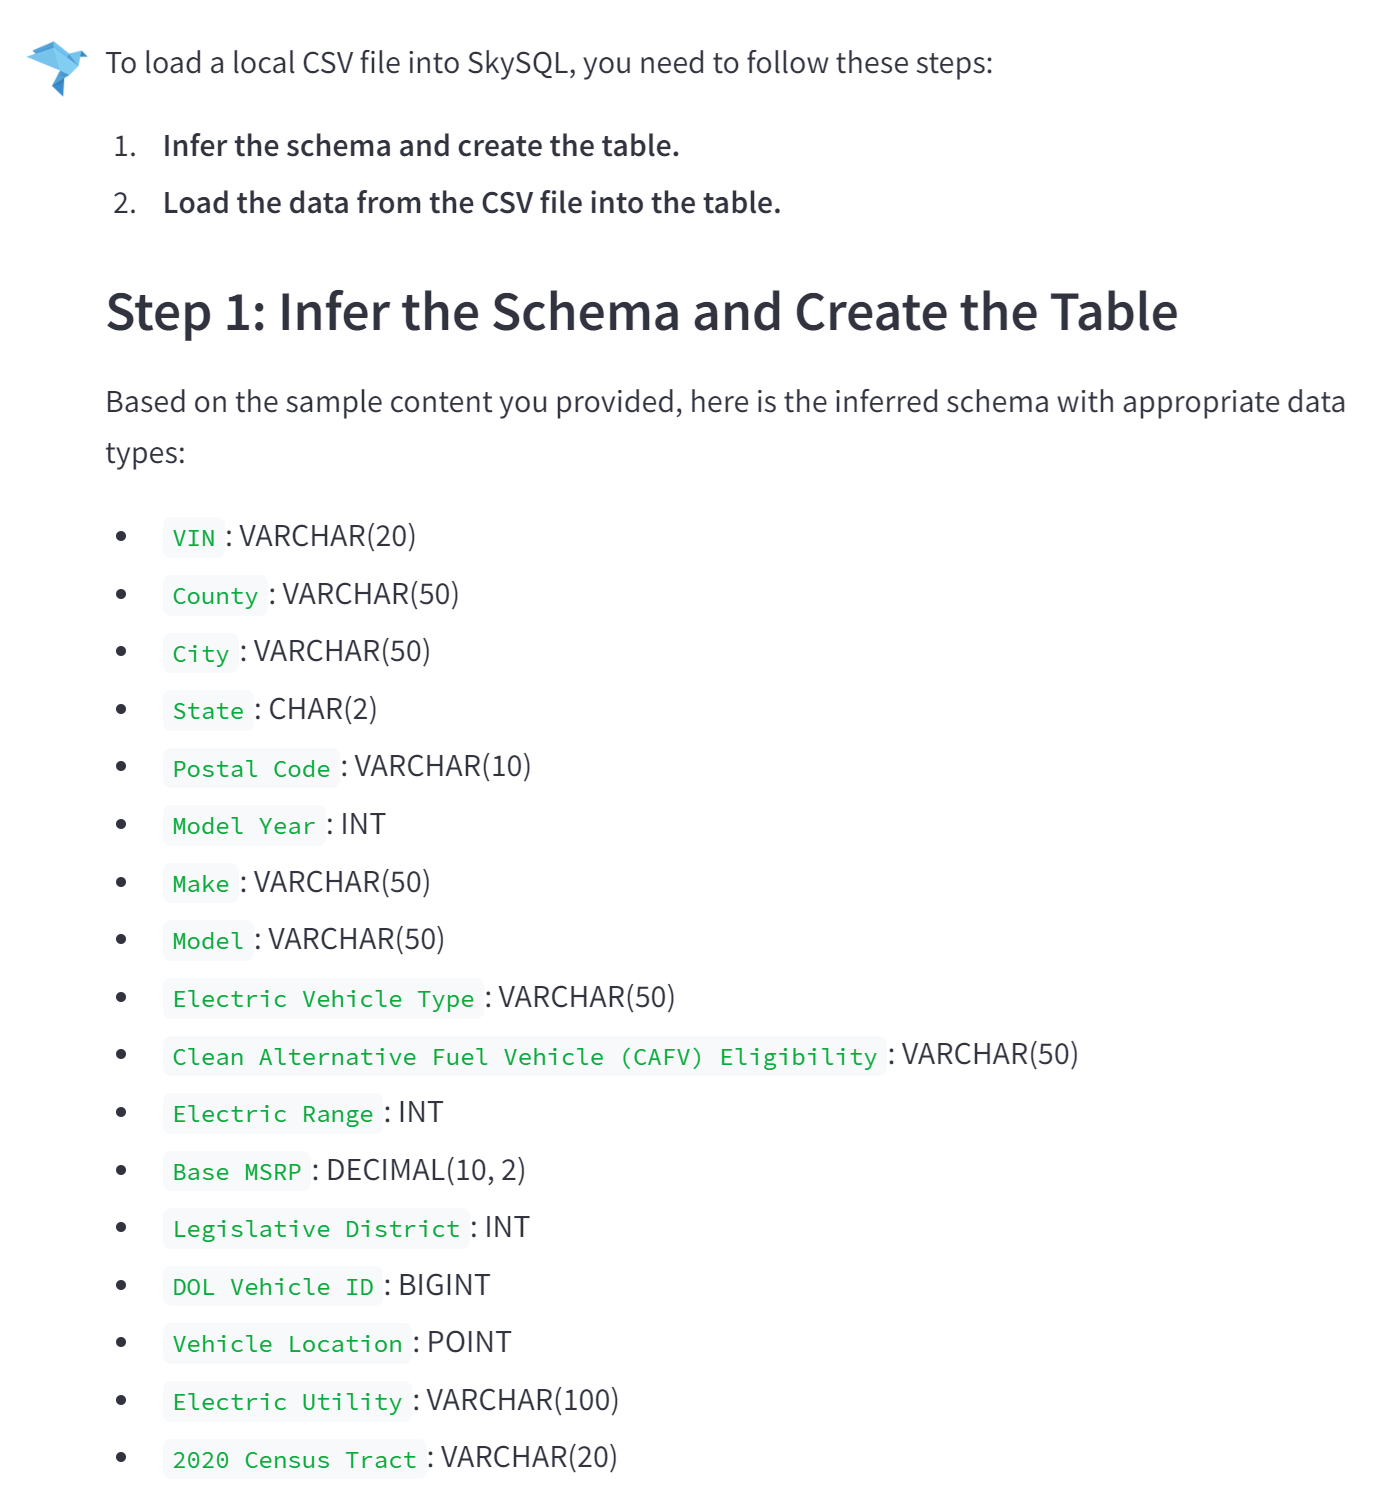 To load a local CSV file into SkySQL, you need to follow these steps:
1. Infer the schema and create the table.
2. Load the data from the CSV file into the table.
Step 1: Infer the Schema and Create the Table
Based on the sample content you provided, here is the inferred schema with appropriate data
types:
• VIN : VARCHAR(20)
• County : VARCHAR(50)
• City : VARCHAR(50)
• State : CHAR(2)
• Postal Code : VARCHAR(10)
• Model Year : INT
• Make : VARCHAR(50)
• Model : VARCHAR(50)
• Electric Vehicle Type : VARCHAR(50)
• Clean Alternative Fuel Vehicle (CAFV) Eligibility : VARCHAR(50)
• Electric Range : INT
• Base MSRP : DECIMAL(10, 2)
• Legislative District : INT
• DOL Vehicle ID : BIGINT
• Vehicle Location : POINT
• Electric Utility : VARCHAR(100)
• 2020 Census Tract : VARCHAR(20)